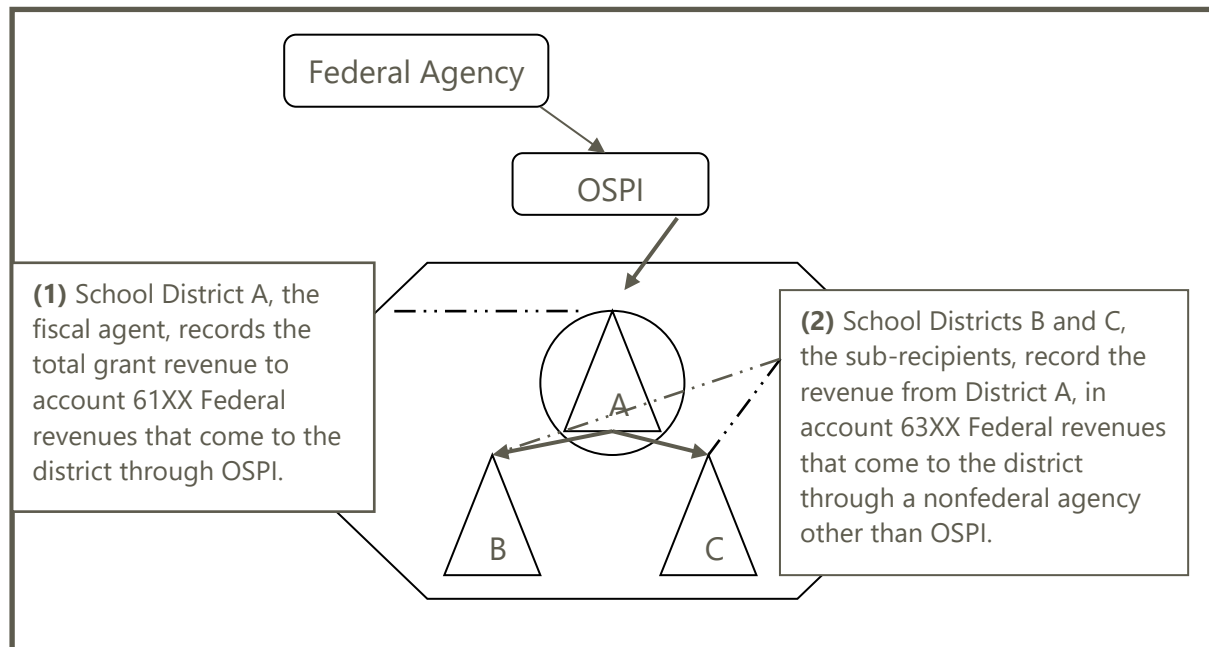 Federal Agency
OSPI
(1) School District A, the
fiscal agent, records the
total grant revenue to
account 61XX Federal
revenues that come to the
district through OSPI.
A
(2) School Districts B and C,
the sub-recipients, record the
revenue from District A, in
account 63XX Federal revenues
that come to the district
through a nonfederal agency
other than OSPI.
B
C